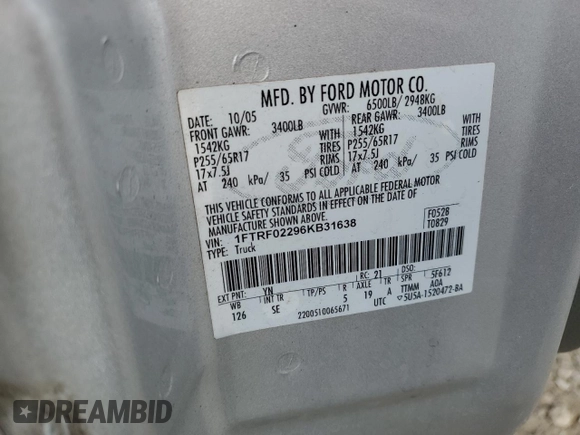 MFD. BY FORD MOTOR CO.
DATE: 10/05 GVWR: 6500LB/ 2948KG
FRONT GAWR: 3400LB REAR GAWR: 3400LB
1542KG WITH 1542KG WITH
P255/65R17 TIRES P255/65R17 TIRES
17x7.5J RIMS 17x7.5J RIMS
AT 240 kPa/ 35 PSI COLD AT 240 kPa/ 35 PSI COLD
THIS VEHICLE CONFORMS TO ALL APPLICABLE FEDERAL MOTOR
VEHICLE SAFETY STANDARDS IN EFFECT ON THE DATE OF
MANUFACTURE SHOWN ABOVE.
VIN: 1FTRF02296KB31638 F0528
TYPE: Truck T0829
EXT PNT: YN RC: 21 DSO: 5F612
WB INT TR TP/PS R AXLE TR
126 SE 5 19 A TTMM AOA
2200510065671 UTC 5U5A-1520472-BA
DREAMBID